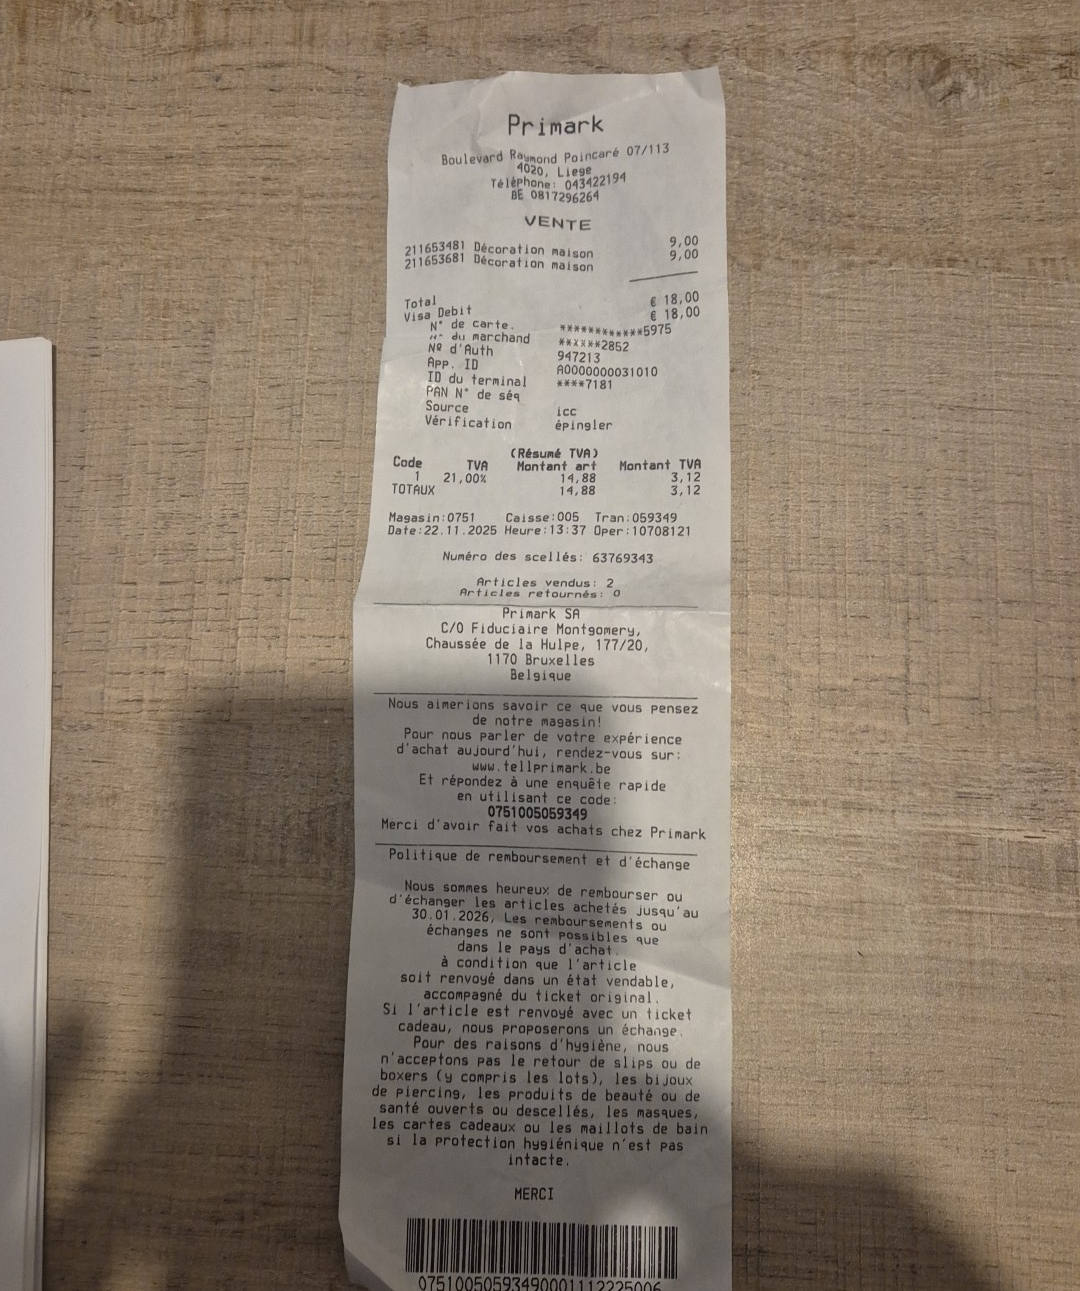 Primark
Boulevard Raymond Poincaré 07/113
4020, Liege
Téléphone: 043422194
BE 0817296264
VENTE
211653481 Décoration maison 9,00
211653681 Décoration maison 9,00
Total € 18,00
Visa Debit € 18,00
N° de carte. ************5975
N° du marchand ******2852
Nº d'Auth 947213
App. ID A0000000031010
ID du terminal ****7181
PAN N° de séq
Source icc
Vérification épingler
(Résumé TVA)
Code TVA Montant art Montant TVA
1 21,00% 14,88 3,12
TOTAUX 14,88 3,12
Magasin:0751 Caisse:005 Tran:059349
Date:22.11.2025 Heure:13:37 Oper:10708121
Numéro des scellés: 63769343
Articles vendus: 2
Articles retournés: 0
Primark SA
C/O Fiduciaire Montgomery,
Chaussée de la Hulpe, 177/20,
1170 Bruxelles
Belgique
Nous aimerions savoir ce que vous pensez
de notre magasin!
Pour nous parler de votre expérience
d'achat aujourd'hui, rendez-vous sur:
www.tellprimark.be
Et répondez à une enquête rapide
en utilisant ce code:
0751005059349
Merci d'avoir fait vos achats chez Primark
Politique de remboursement et d'échange
Nous sommes heureux de rembourser ou
d'échanger les articles achetés jusqu'au
30.01.2026, Les remboursements ou
échanges ne sont possibles que
dans le pays d'achat.
à condition que l'article
soit renvoyé dans un état vendable,
accompagné du ticket original.
Si l'article est renvoyé avec un ticket
cadeau, nous proposerons un échange.
Pour des raisons d'hygiène, nous
n'acceptons pas le retour de slips ou de
boxers (y compris les lots), les bijoux
de piercing, les produits de beauté ou de
santé ouverts ou descellés, les masques,
les cartes cadeaux ou les maillots de bain
si la protection hygiénique n'est pas
intacte.
MERCI
07510050593490001112225006